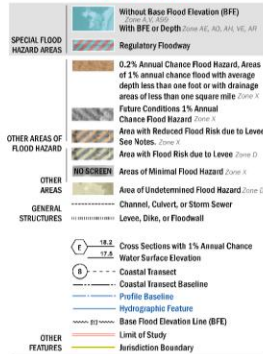 Without Base Flood Elevation (BFE)
Zone A,V, A99
With BFE or Depth Zone AE, AO, AH, VE, AR
SPECIAL FLOOD
HAZARD AREAS
Regulatory Floodway
0.2% Annual Chance Flood Hazard, Areas
of 1% annual chance flood with average
depth less than one foot or with drainage
areas of less than one square mile Zone X
Future Conditions 1% Annual
Chance Flood Hazard Zone X
Area with Reduced Flood Risk due to Levee
See Notes. Zone X
OTHER AREAS OF
FLOOD HAZARD
Area with Flood Risk due to Levee Zone D
NO SCREEN Areas of Minimal Flood Hazard Zone X
OTHER
AREAS
Area of Undetermined Flood Hazard Zone D
GENERAL
STRUCTURES
Channel, Culvert, or Storm Sewer
Levee, Dike, or Floodwall
E 18.2 Cross Sections with 1% Annual Chance
17.5 Water Surface Elevation
8 Coastal Transect
Coastal Transect Baseline
Profile Baseline
Hydrographic Feature
513 Base Flood Elevation Line (BFE)
OTHER
FEATURES
Limit of Study
Jurisdiction Boundary